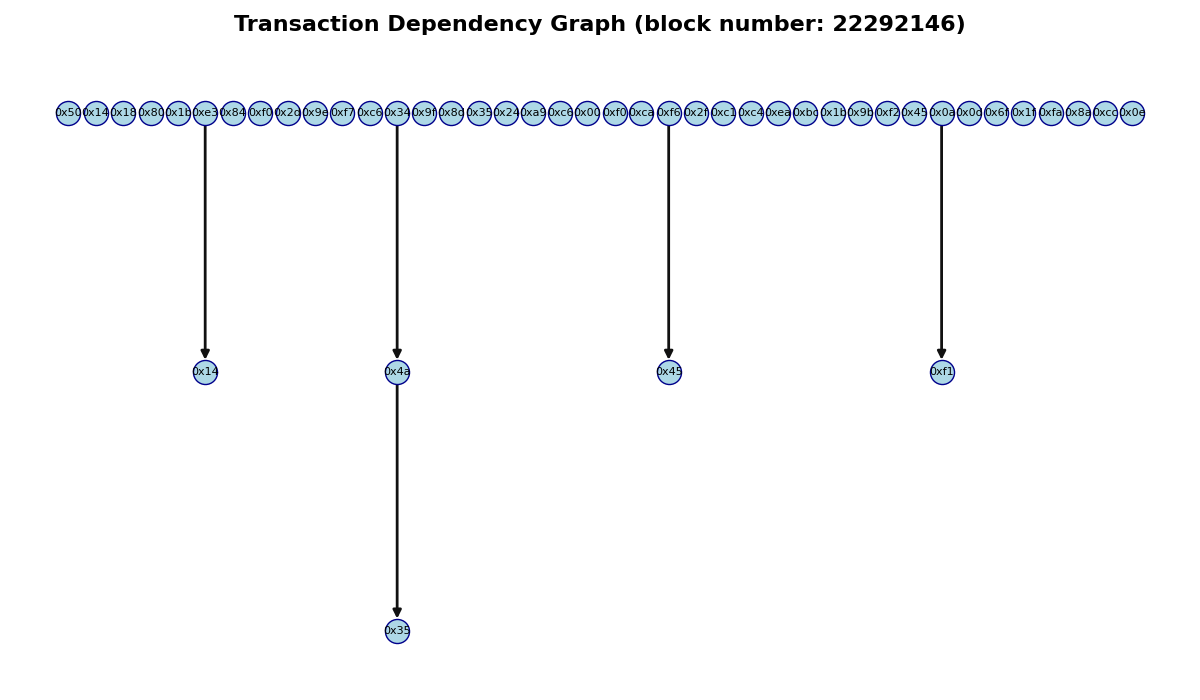 Transaction Dependency Graph (block number: 22292146)
0x50 0x14 0x18 0x80 0x1b 0xe3 0x84 0xf0 0x2d 0x9e 0xf7 0xc6 0x34 0x9f 0x8d 0x35 0x24 0xa9 0xc6 0x00 0xf0 0xca 0xf6 0x2f 0xc1 0xc4 0xea 0xbc 0x1b 0x9b 0xf2 0x45 0x0a 0x0d 0x6f 0x1f 0xfa 0x8a 0xcc 0x0e
0x14 0x4a 0x45 0xf1
0x35